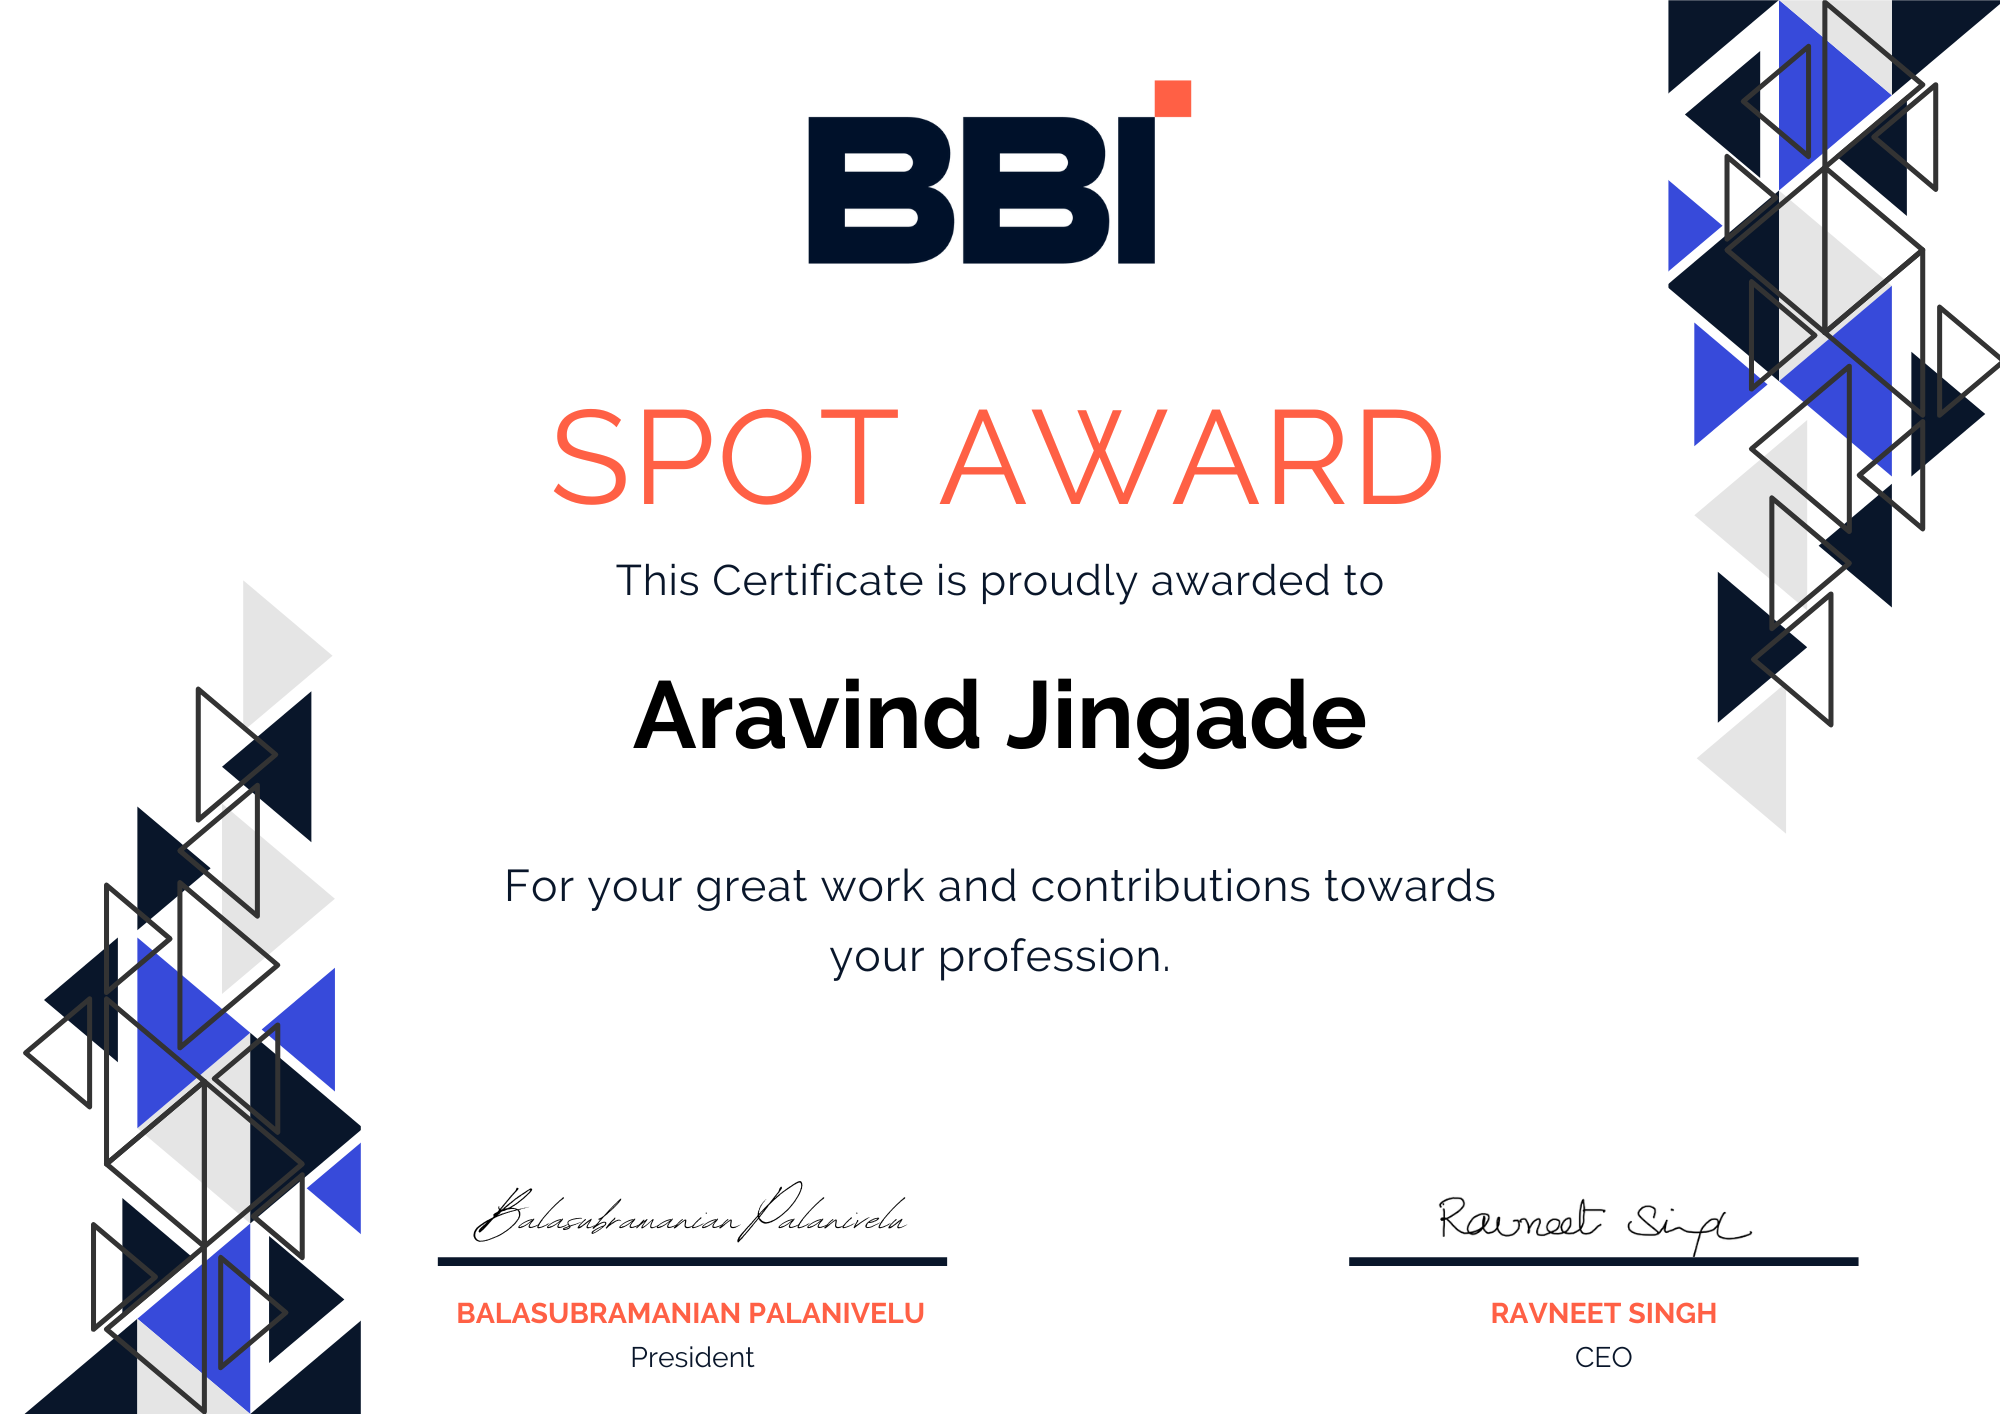 BBI
SPOT AWARD
This Certificate is proudly awarded to
Aravind Jingade
For your great work and contributions towards
your profession.
Balasubramanian Palanivelu
Ravneet Singh
BALASUBRAMANIAN PALANIVELU
RAVNEET SINGH
President
CEO